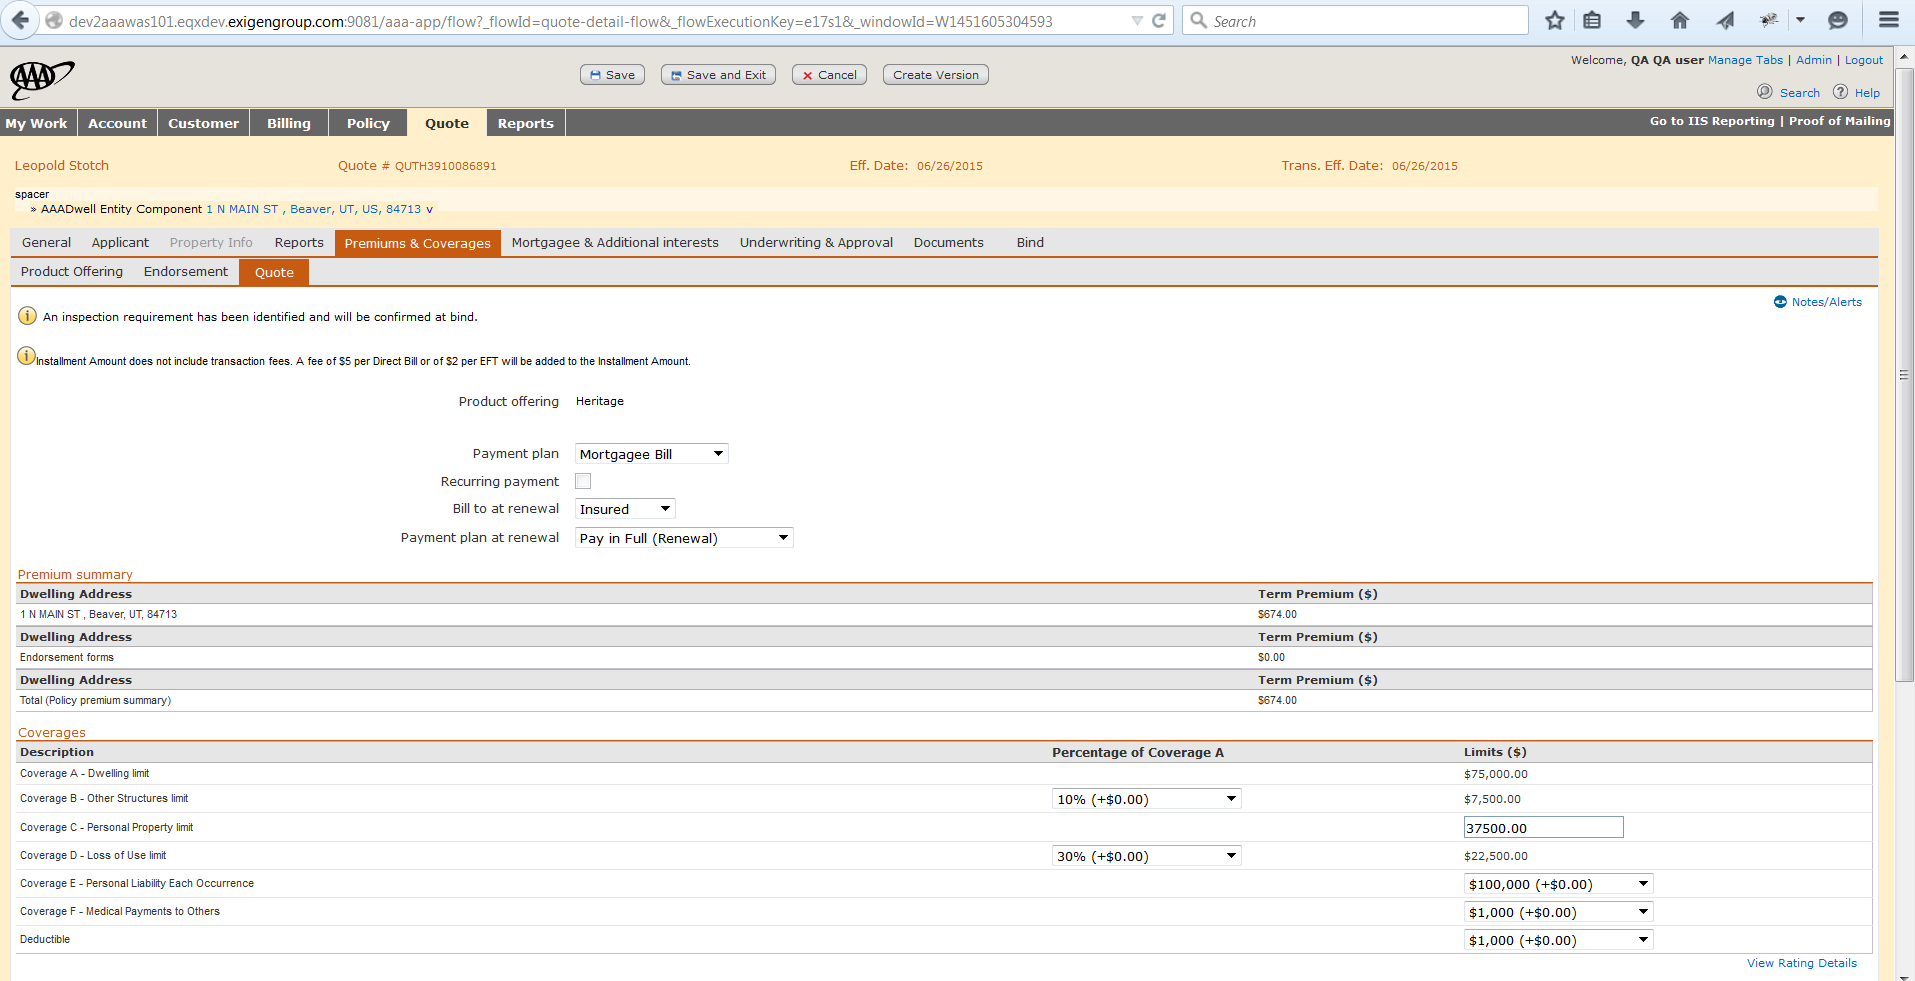 dev2aaawas101.eqxdev.exigengroup.com:9081/aaa-app/flow?_flowId=quote-detail-flow&_flowExecutionKey=e17s1&_windowId=W1451605304593 Search
Welcome, QA QA user Manage Tabs | Admin | Logout
AAA Save Save and Exit Cancel Create Version
Search Help
My Work Account Customer Billing Policy Quote Reports Go to IIS Reporting | Proof of Mailing
Leopold Stotch Quote # QUTH3910086891 Eff. Date: 06/26/2015 Trans. Eff. Date: 06/26/2015
spacer
» AAADwell Entity Component 1 N MAIN ST , Beaver, UT, US, 84713 v
General Applicant Property Info Reports Premiums & Coverages Mortgagee & Additional interests Underwriting & Approval Documents Bind
Product Offering Endorsement Quote
Notes/Alerts
An inspection requirement has been identified and will be confirmed at bind.
Installment Amount does not include transaction fees. A fee of $5 per Direct Bill or of $2 per EFT will be added to the Installment Amount.
Product offering Heritage
Payment plan Mortgagee Bill
Recurring payment
Bill to at renewal Insured
Payment plan at renewal Pay in Full (Renewal)
Premium summary
Dwelling Address Term Premium ($)
1 N MAIN ST , Beaver, UT, 84713 $674.00
Dwelling Address Term Premium ($)
Endorsement forms $0.00
Dwelling Address Term Premium ($)
Total (Policy premium summary) $674.00
Coverages
Description Percentage of Coverage A Limits ($)
Coverage A - Dwelling limit $75,000.00
Coverage B - Other Structures limit 10% (+$0.00) $7,500.00
Coverage C - Personal Property limit 37500.00
Coverage D - Loss of Use limit 30% (+$0.00) $22,500.00
Coverage E - Personal Liability Each Occurrence $100,000 (+$0.00)
Coverage F - Medical Payments to Others $1,000 (+$0.00)
Deductible $1,000 (+$0.00)
View Rating Details